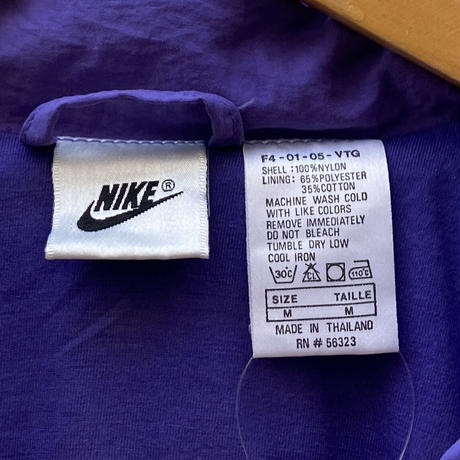 NIKE®
F4-01-05-VTG
SHELL: 100%NYLON
LINING: 65%POLYESTER
35%COTTON
MACHINE WASH COLD
WITH LIKE COLORS
REMOVE IMMEDIATELY
DO NOT BLEACH
TUMBLE DRY LOW
COOL IRON
30°C CL 110°C
SIZE TAILLE
M M
MADE IN THAILAND
RN # 56323